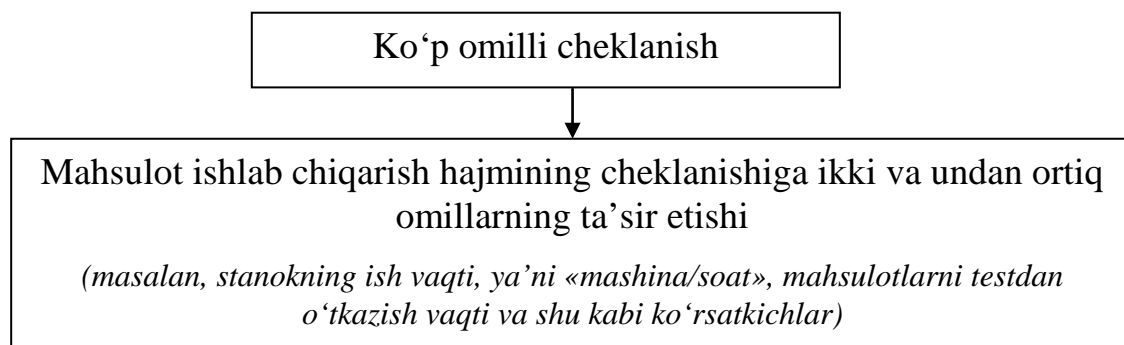 Ko‘p omilli cheklanish
Mahsulot ishlab chiqarish hajmining cheklanishiga ikki va undan ortiq
omillarning ta’sir etishi
(masalan, stanokning ish vaqti, ya’ni «mashina/soat», mahsulotlarni testdan
o‘tkazish vaqti va shu kabi ko‘rsatkichlar)